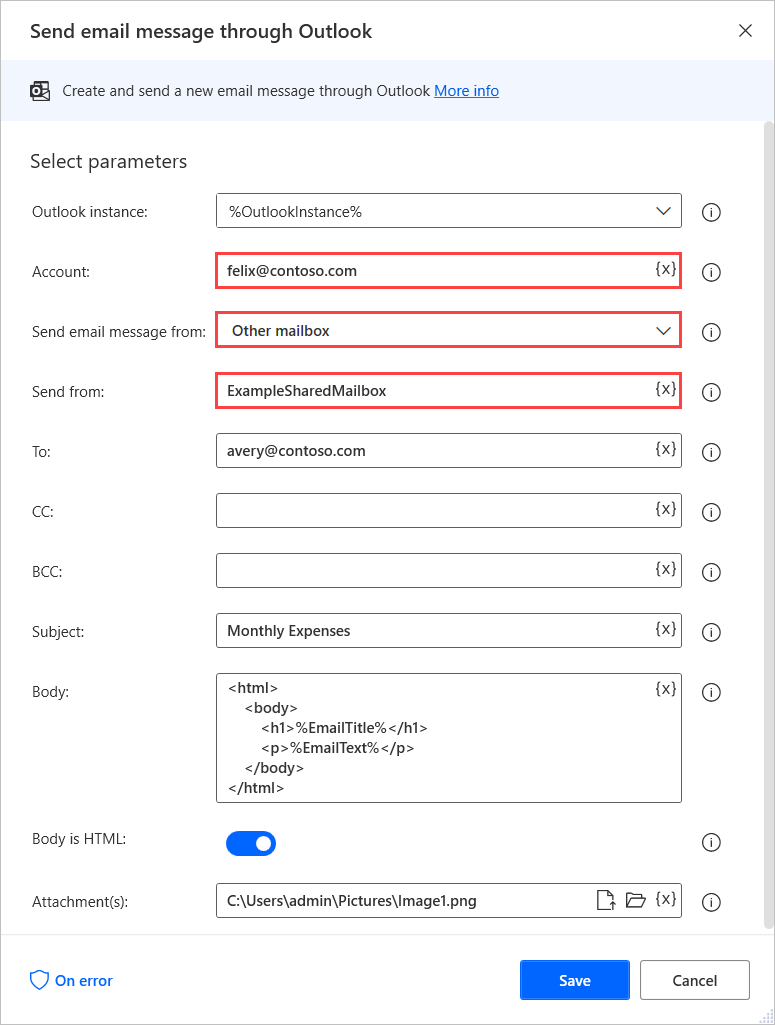 Send email message through Outlook
Create and send a new email message through Outlook More info
Select parameters
Outlook instance: %OutlookInstance%
Account: felix@contoso.com {x}
Send email message from: Other mailbox
Send from: ExampleSharedMailbox {x}
To: avery@contoso.com {x}
CC: {x}
BCC: {x}
Subject: Monthly Expenses {x}
Body: <html> {x}
<body>
<h1>%EmailTitle%</h1>
<p>%EmailText%</p>
</body>
</html>
Body is HTML:
Attachment(s): C:\Users\admin\Pictures\Image1.png {x}
On error Save Cancel